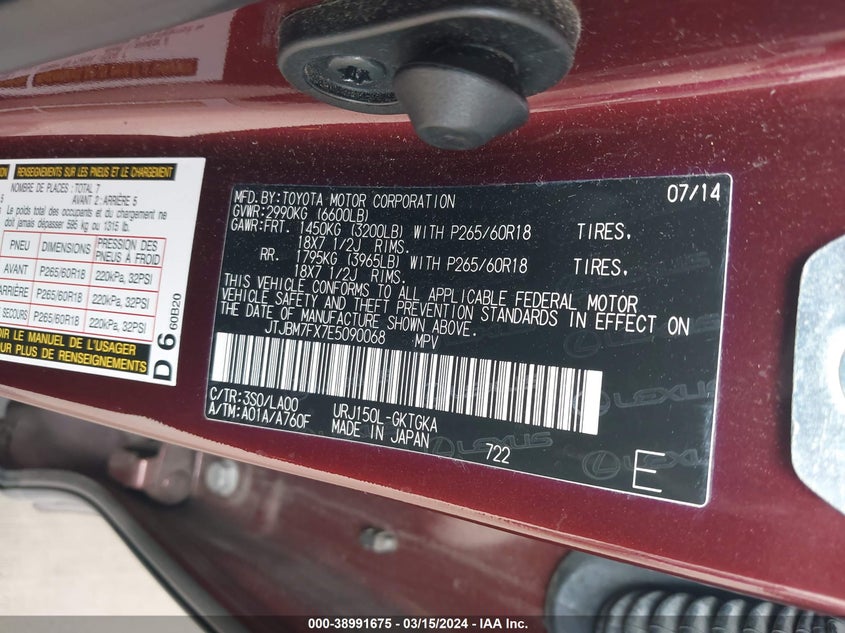 ION RENSEIGNEMENTS SUR LES PNEUS ET LE CHARGEMENT
NOMBRE DE PLACES : TOTAL 7
AVANT 2 : ARRIÈRE 5
Le poids total des occupants et du chargement ne
doit jamais dépasser 595 kg ou 1315 lb.
PNEU DIMENSIONS PRESSION DES PNEUS À FROID
AVANT P265/60R18 220kPa, 32PSI
ARRIÈRE P265/60R18 220kPa, 32PSI
SECOURS P265/60R18 220kPa, 32PSI
VOIR LE MANUEL DE L'USAGER
POUR PLUS DE RENSEIGNEMENTS
D6 60B20
MFD. BY: TOYOTA MOTOR CORPORATION 07/14
GVWR: 2990KG (6600LB)
GAWR: FRT. 1450KG (3200LB) WITH P265/60R18 TIRES,
18X7 1/2J RIMS.
RR. 1795KG (3965LB) WITH P265/60R18 TIRES,
18X7 1/2J RIMS.
THIS VEHICLE CONFORMS TO ALL APPLICABLE FEDERAL MOTOR
VEHICLE SAFETY AND THEFT PREVENTION STANDARDS IN EFFECT ON
THE DATE OF MANUFACTURE SHOWN ABOVE.
JTJBM7FX7E5090068 MPV
C/TR: 3S0/LA00 URJ150L-GKTGKA
A/TM: A01A/A760F MADE IN JAPAN
722
E
LEXUS
LEXUS
LEXUS
000-38991675 - 03/15/2024 - IAA Inc.